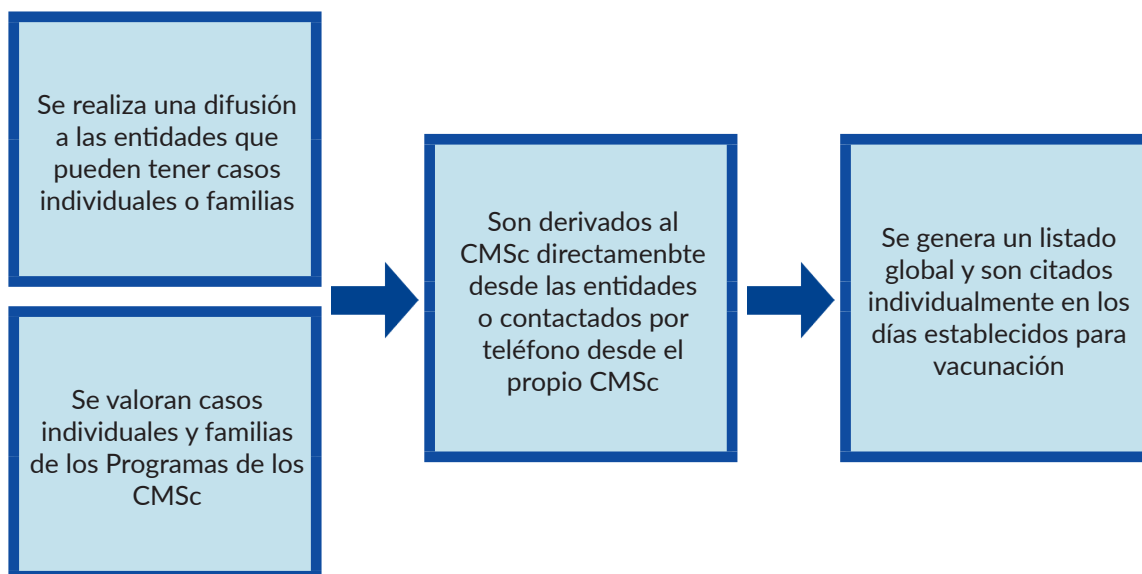 Se realiza una difusión
a las entidades que
pueden tener casos
individuales o familias
Se valoran casos
individuales y familias
de los Programas de los
CMSc
Son derivados al
CMSc directamenbte
desde las entidades
o contactados por
teléfono desde el
propio CMSc
Se genera un listado
global y son citados
individualmente en los
días establecidos para
vacunación